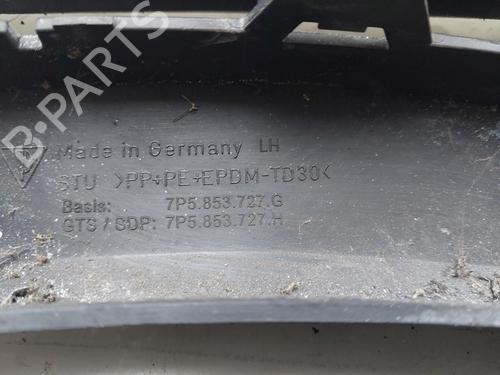 B-PARTS
Made in Germany LH
STU >PP+PE+EPDM-TD30<
Basis: 7P5.853.727.G
GTS / SDP: 7P5.853.727.H